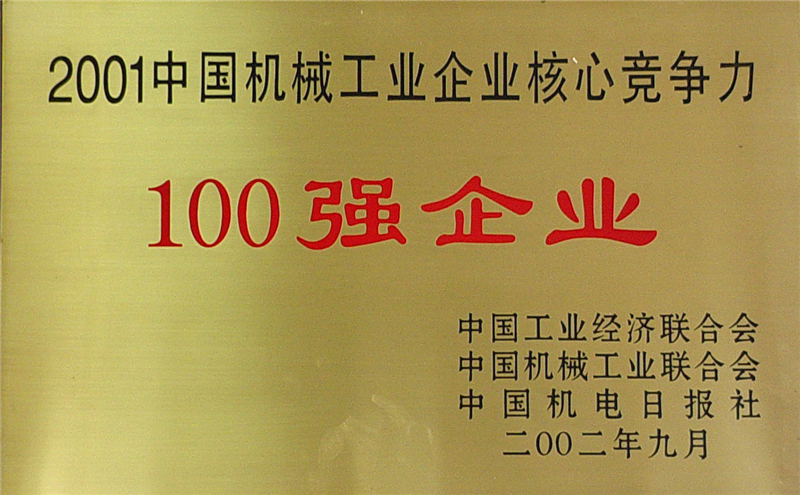 2001中国机械工业企业核心竞争力
100强企业
中国工业经济联合会
中国机械工业联合会
中国机电日报社
二00二年九月